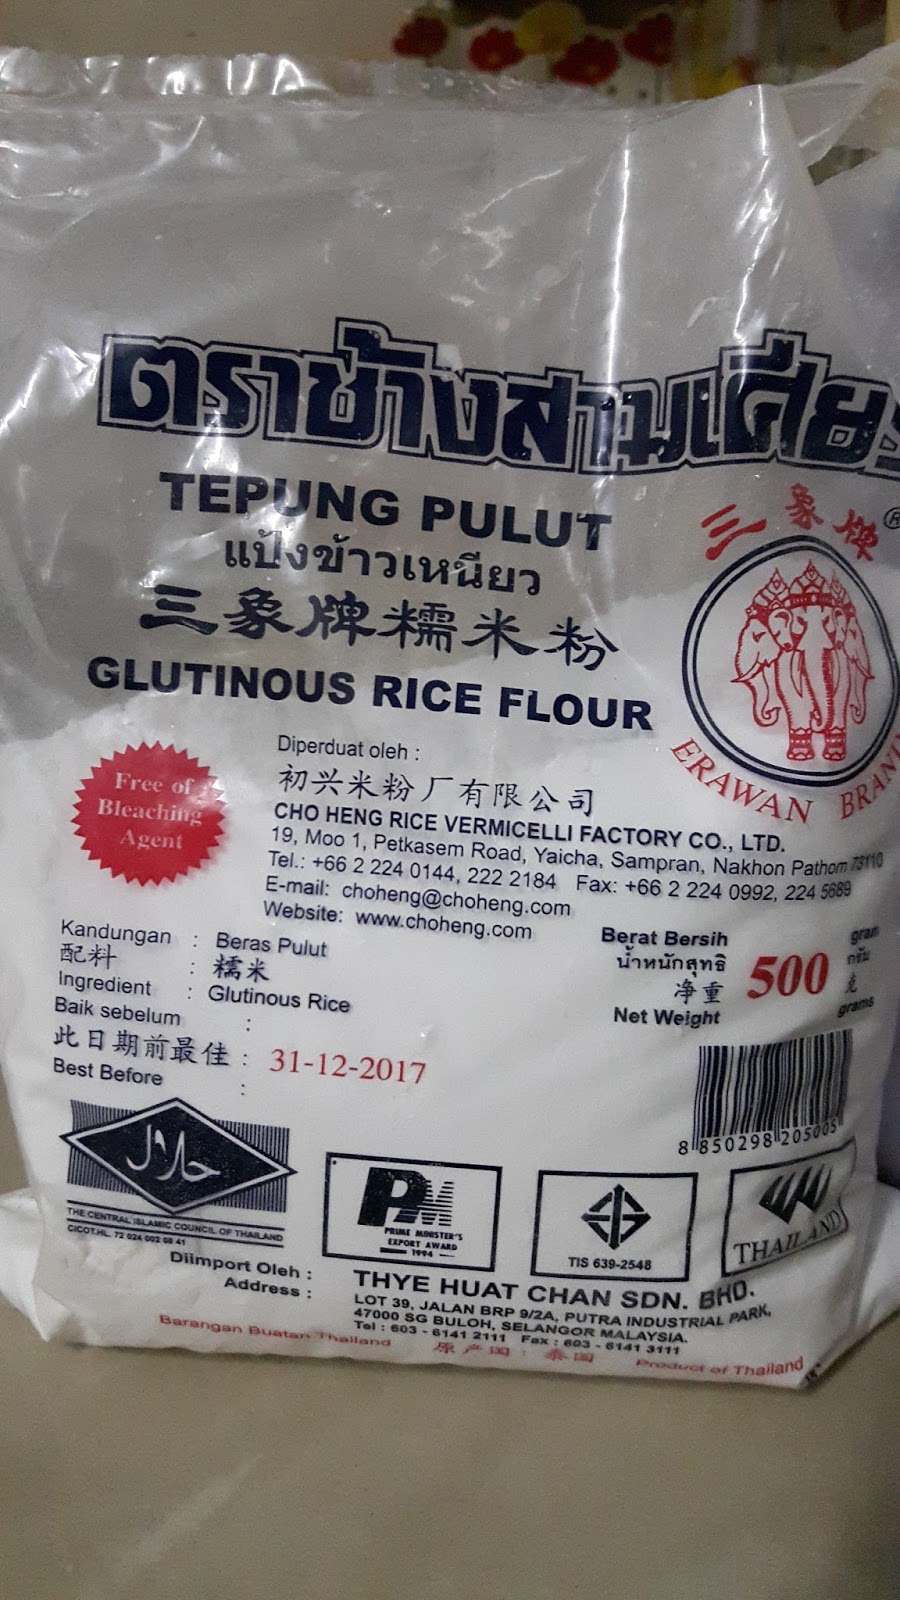 ตราช้างสามเศียร
三象牌®
TEPUNG PULUT
แป้งข้าวเหนียว
三象牌糯米粉
GLUTINOUS RICE FLOUR
ERAWAN BRAND
Free of
Bleaching
Agent
Diperduat oleh :
初兴米粉厂有限公司
CHO HENG RICE VERMICELLI FACTORY CO., LTD.
19, Moo 1, Petkasem Road, Yaicha, Sampran, Nakhon Pathom 73110
Tel.: +66 2 224 0144, 222 2184 Fax: +66 2 224 0992, 224 5689
E-mail: choheng@choheng.com
Website: www.choheng.com
Kandungan : Beras Pulut
配料 : 糯米
Ingredient : Glutinous Rice
Baik sebelum :
此日期前最佳 : 31-12-2017
Best Before :
Berat Bersih gram
น้ำหนักสุทธิ 500 กรัม
净重 克
Net Weight grams
8 850298 205005
حلال
THE CENTRAL ISLAMIC COUNCIL OF THAILAND
CICOT.HL. 72 024 002 08 41
PM
PRIME MINISTER'S
EXPORT AWARD
1994
TIS 639-2548
THAILAND
Diimport Oleh : THYE HUAT CHAN SDN. BHD.
Address : LOT 39, JALAN BRP 9/2A, PUTRA INDUSTRIAL PARK,
47000 SG BULOH, SELANGOR MALAYSIA.
Tel : 603 - 6141 2111 Fax : 603 - 6141 3111
Barangan Buatan Thailand 原产国 : 泰国 Product of Thailand